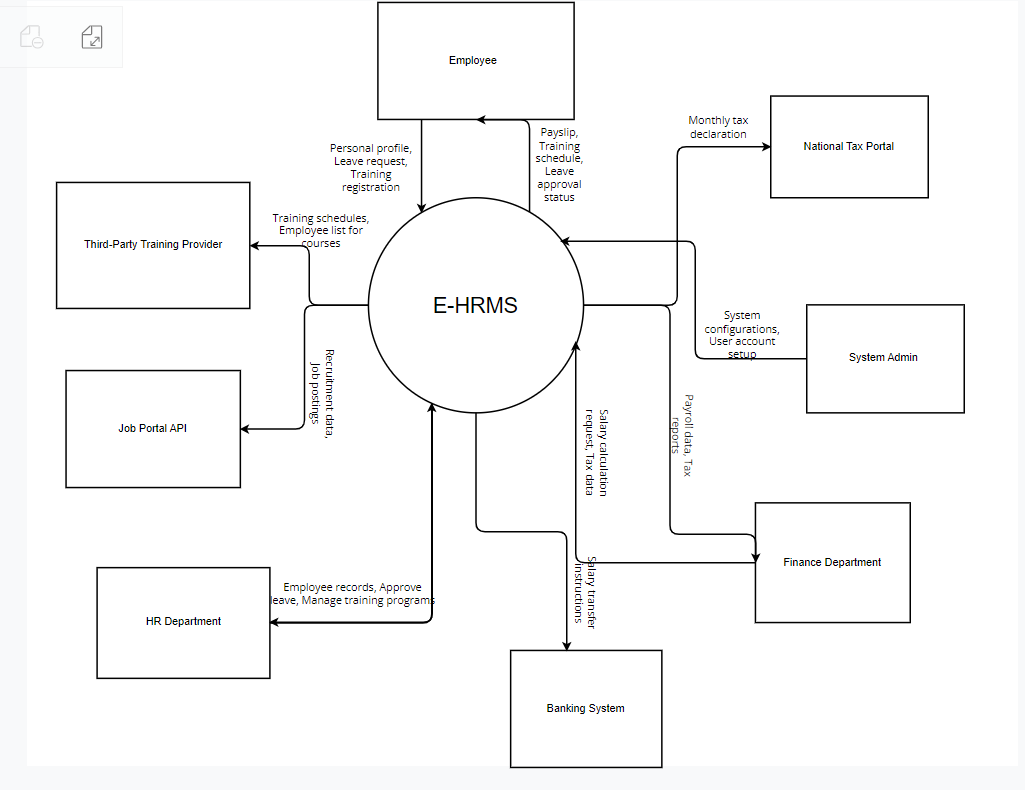 Employee
Monthly tax
declaration
National Tax Portal
Personal profile,
Leave request,
Training
registration
Payslip,
Training
schedule,
Leave
approval
status
Third-Party Training Provider
Training schedules,
Employee list for
courses
E-HRMS
System
configurations,
User account
setup
System Admin
Recruitment data,
Job postings
Job Portal API
Salary calculation
request, Tax data
Payroll data, Tax
reports
Finance Department
Salary transfer
instructions
Employee records, Approve
leave, Manage training programs
HR Department
Banking System